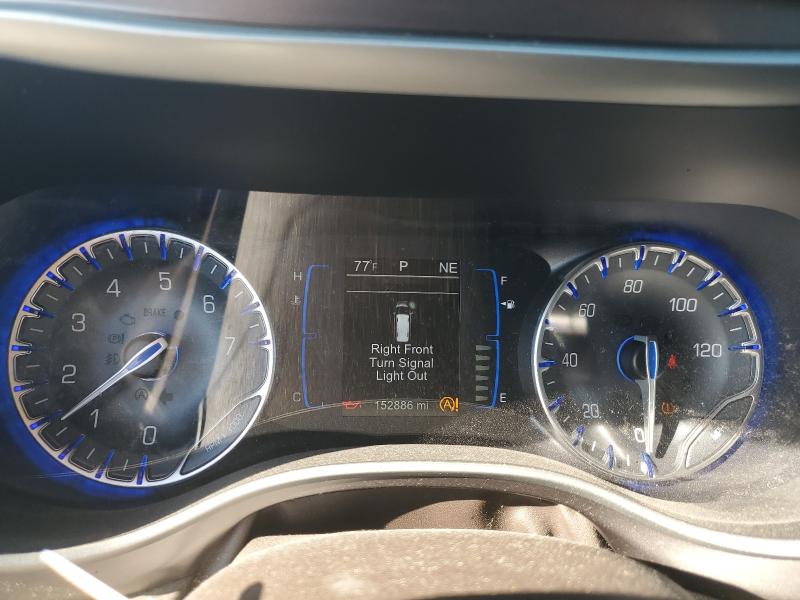 77°F P NE
Right Front
Turn Signal
Light Out
152886 mi
H
C
F
E
0
1
2
3
4
5
6
7
BRAKE
0
20
40
60
80
100
120
A